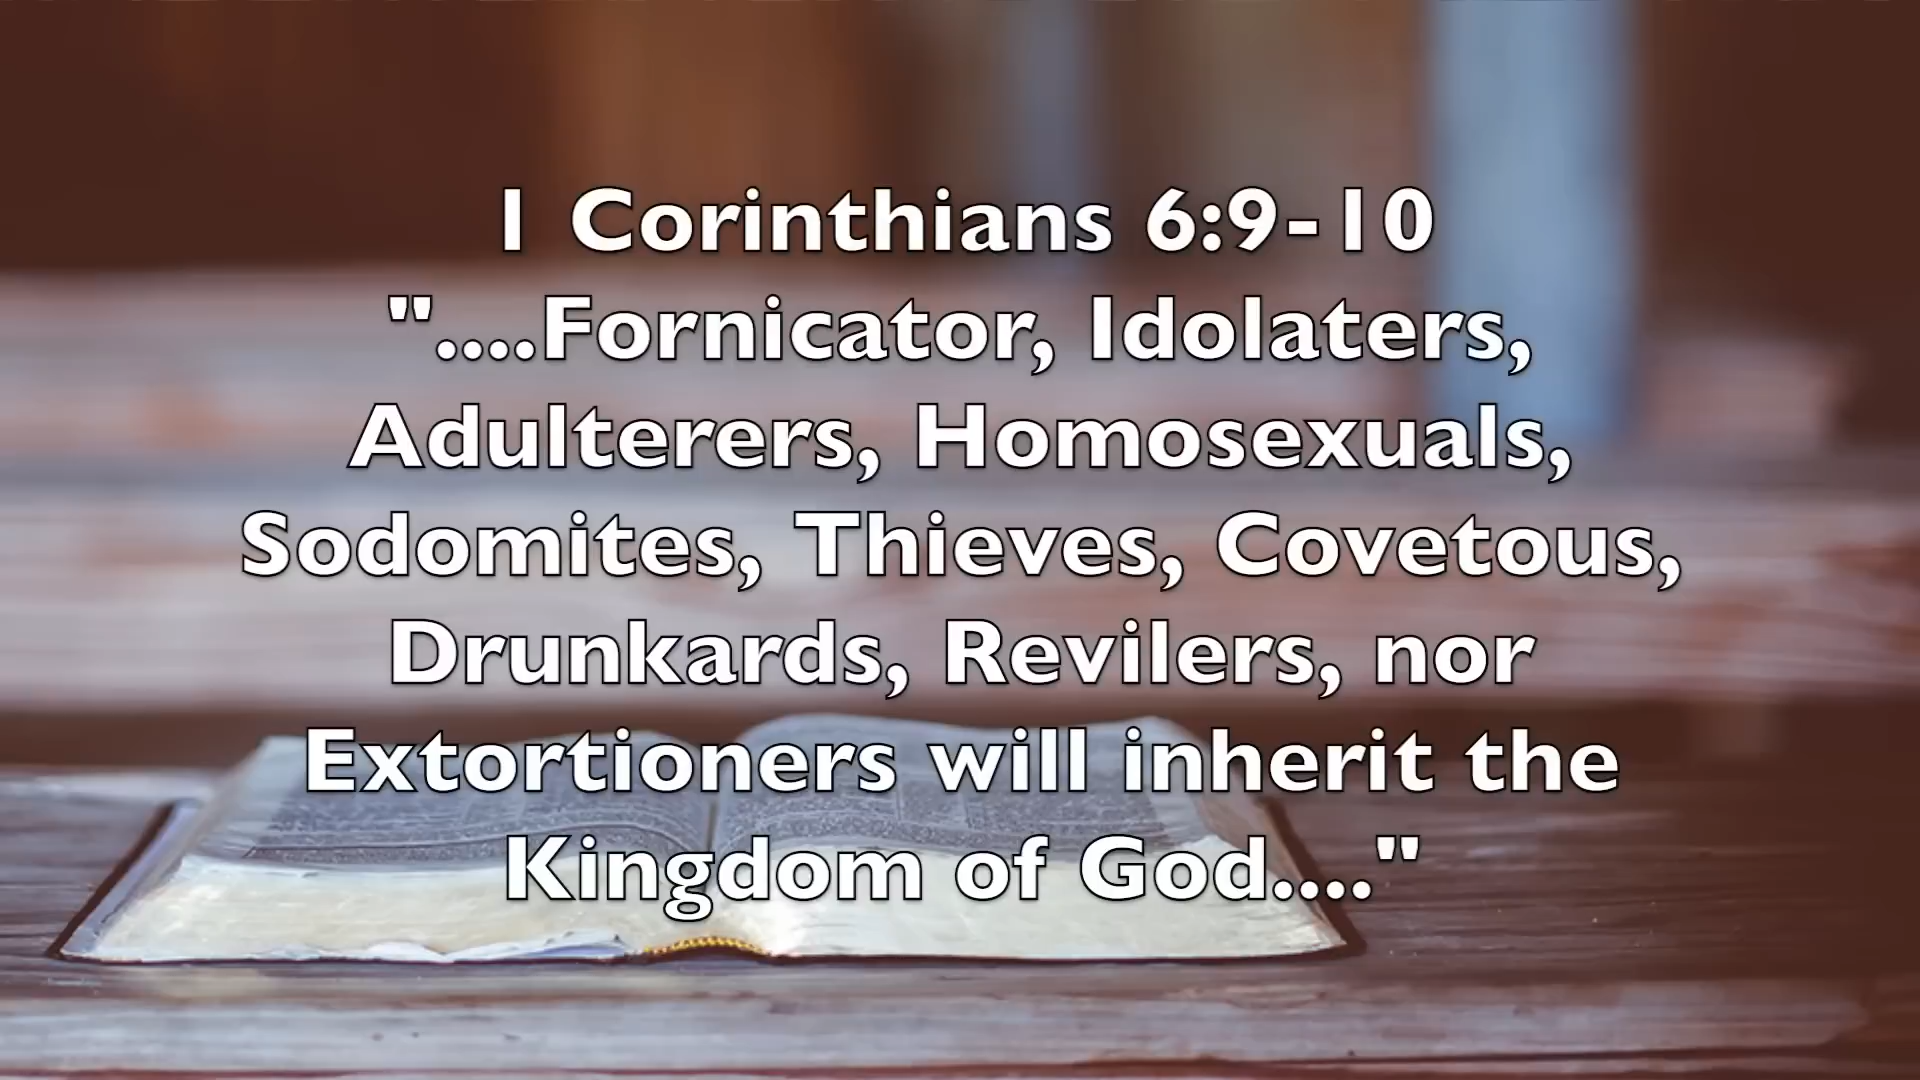 1 Corinthians 6:9-10
"....Fornicator, Idolaters,
Adulterers, Homosexuals,
Sodomites, Thieves, Covetous,
Drunkards, Revilers, nor
Extortioners will inherit the
Kingdom of God...."